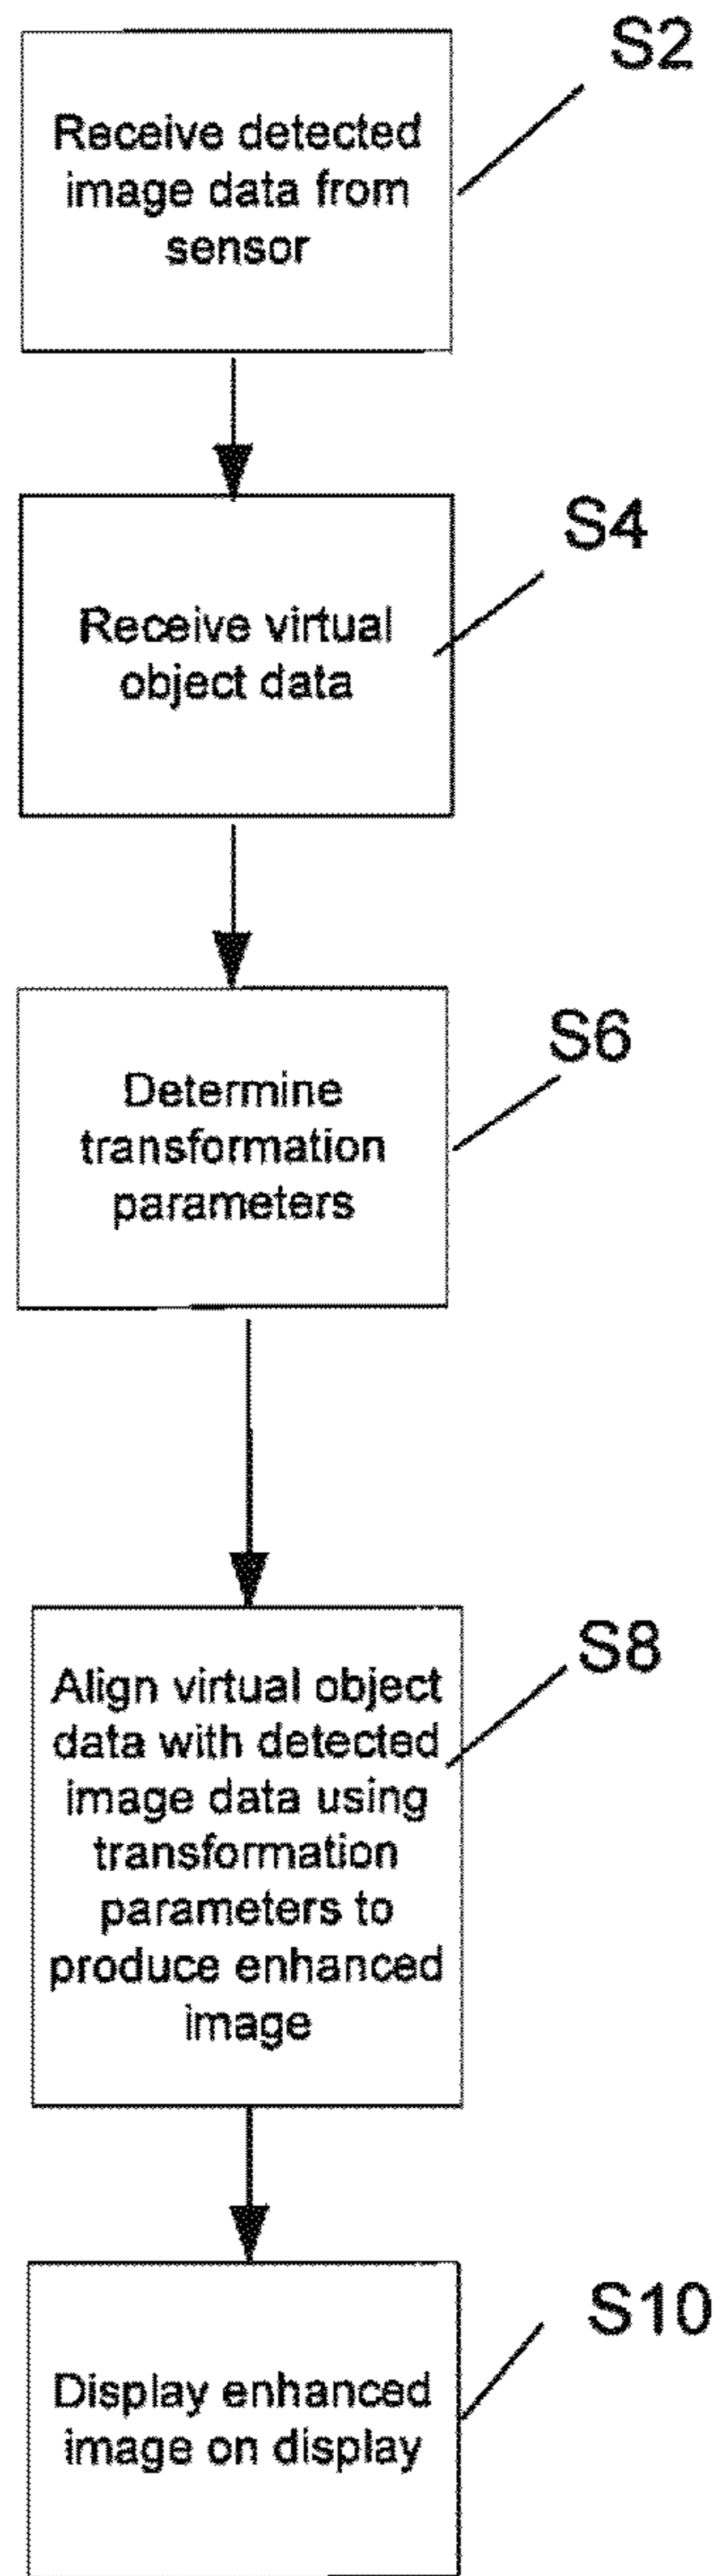 S2
Receive detected
image data from
sensor
S4
Receive virtual
object data
S6
Determine
transformation
parameters
S8
Align virtual object
data with detected
image data using
transformation
parameters to
produce enhanced
image
S10
Display enhanced
image on display